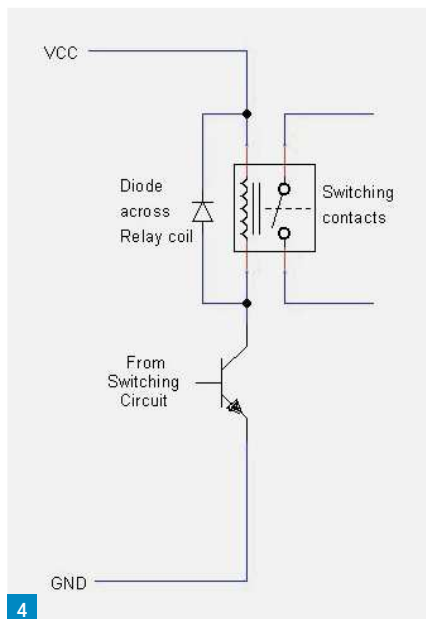 VCC
Diode
across
Relay coil
Switching
contacts
From
Switching
Circuit
GND
4